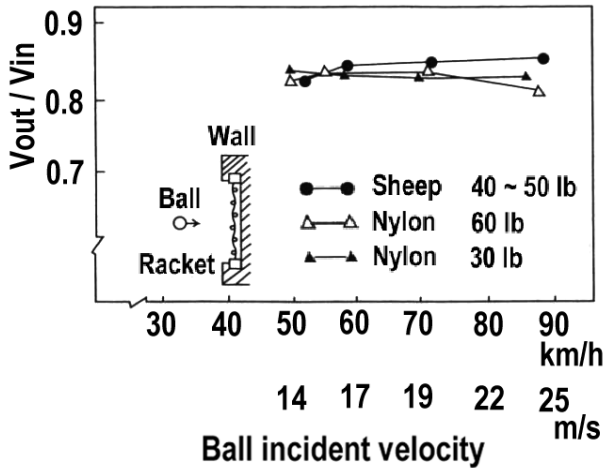 Vout / Vin
0.9
0.8
0.7
Wall
Ball
Racket
Sheep 40 ~ 50 lb
Nylon 60 lb
Nylon 30 lb
30 40 50 60 70 80 90
km/h
14 17 19 22 25
m/s
Ball incident velocity